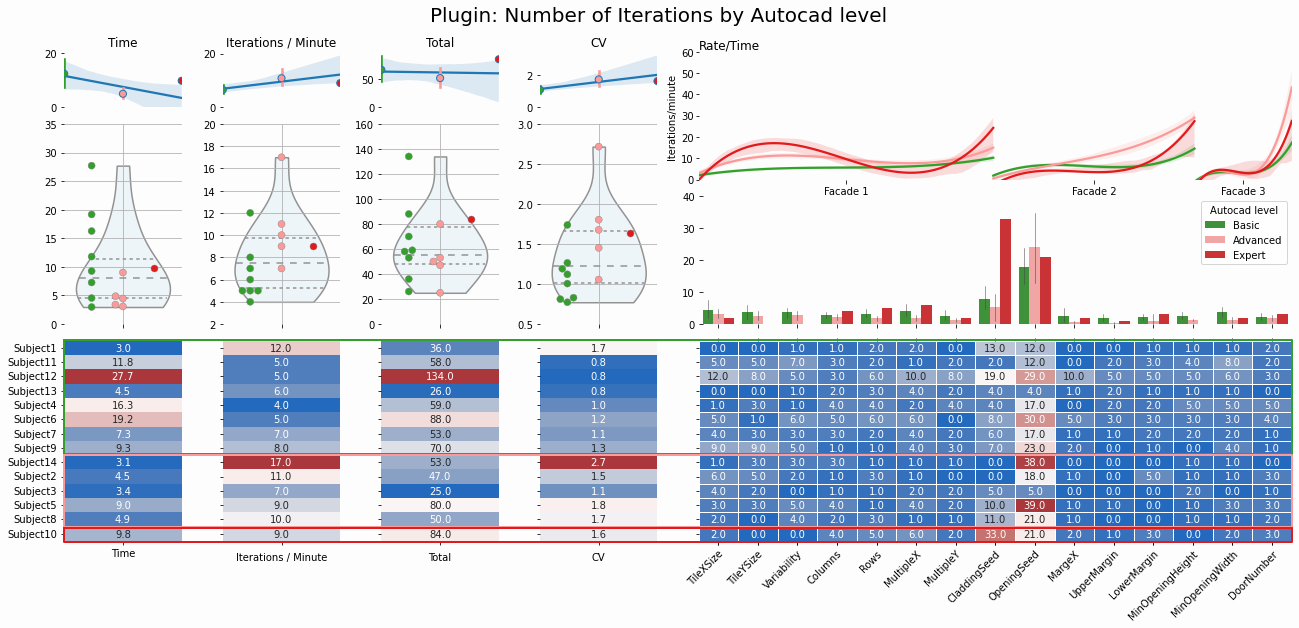 Plugin: Number of Iterations by Autocad level
Time
Iterations / Minute
Total
CV
Rate/Time
20
0
20
0
50
0
2
0
60
50
40
30
20
10
0
Iterations/minute
Facade 1
Facade 2
Facade 3
35
30
25
20
15
10
5
0
20
18
16
14
12
10
8
6
4
2
160
140
120
100
80
60
40
20
0
3.0
2.5
2.0
1.5
1.0
0.5
40
30
20
10
0
Autocad level
Basic
Advanced
Expert
Subject1 3.0 12.0 36.0 1.7 0.0 0.0 1.0 1.0 2.0 2.0 0.0 13.0 12.0 0.0 0.0 1.0 1.0 1.0 2.0
Subject11 11.8 5.0 58.0 0.8 5.0 5.0 7.0 3.0 2.0 1.0 2.0 2.0 12.0 0.0 2.0 3.0 4.0 8.0 2.0
Subject12 27.7 5.0 134.0 0.8 12.0 8.0 5.0 3.0 6.0 10.0 8.0 19.0 29.0 10.0 5.0 5.0 5.0 6.0 3.0
Subject13 4.5 6.0 26.0 0.8 0.0 0.0 1.0 2.0 3.0 4.0 2.0 4.0 4.0 1.0 2.0 1.0 1.0 1.0 0.0
Subject4 16.3 4.0 59.0 1.0 1.0 3.0 1.0 4.0 4.0 2.0 4.0 4.0 17.0 0.0 2.0 2.0 5.0 5.0 5.0
Subject6 19.2 5.0 88.0 1.2 5.0 1.0 6.0 5.0 6.0 6.0 0.0 8.0 30.0 5.0 3.0 3.0 3.0 4.0 3.0
Subject7 7.3 7.0 53.0 1.1 4.0 3.0 3.0 3.0 2.0 4.0 2.0 6.0 17.0 1.0 1.0 2.0 2.0 2.0 1.0
Subject9 9.3 8.0 70.0 1.3 9.0 9.0 5.0 1.0 1.0 4.0 3.0 7.0 23.0 2.0 0.0 1.0 0.0 4.0 1.0
Subject14 3.1 17.0 53.0 2.7 1.0 3.0 3.0 3.0 1.0 1.0 1.0 0.0 38.0 0.0 0.0 1.0 1.0 1.0 0.0
Subject2 4.5 11.0 47.0 1.5 6.0 5.0 2.0 1.0 3.0 1.0 0.0 0.0 18.0 1.0 0.0 5.0 1.0 1.0 3.0
Subject3 3.4 7.0 25.0 1.1 4.0 2.0 0.0 1.0 1.0 2.0 2.0 5.0 5.0 0.0 0.0 0.0 2.0 0.0 1.0
Subject5 9.0 9.0 80.0 1.8 3.0 3.0 5.0 4.0 1.0 4.0 2.0 10.0 39.0 1.0 1.0 0.0 1.0 3.0 3.0
Subject8 4.9 10.0 50.0 1.7 2.0 0.0 4.0 2.0 3.0 1.0 1.0 11.0 21.0 1.0 0.0 0.0 1.0 1.0 2.0
Subject10 9.8 9.0 84.0 1.6 2.0 0.0 0.0 4.0 5.0 6.0 2.0 33.0 21.0 2.0 1.0 3.0 0.0 2.0 3.0
Time
Iterations / Minute
Total
CV
TileXSize
TileYSize
Variability
Columns
Rows
MultipleX
MultipleY
CladdingSeed
OpeningSeed
MargeX
UpperMargin
LowerMargin
MinOpeningHeight
MinOpeningWidth
DoorNumber